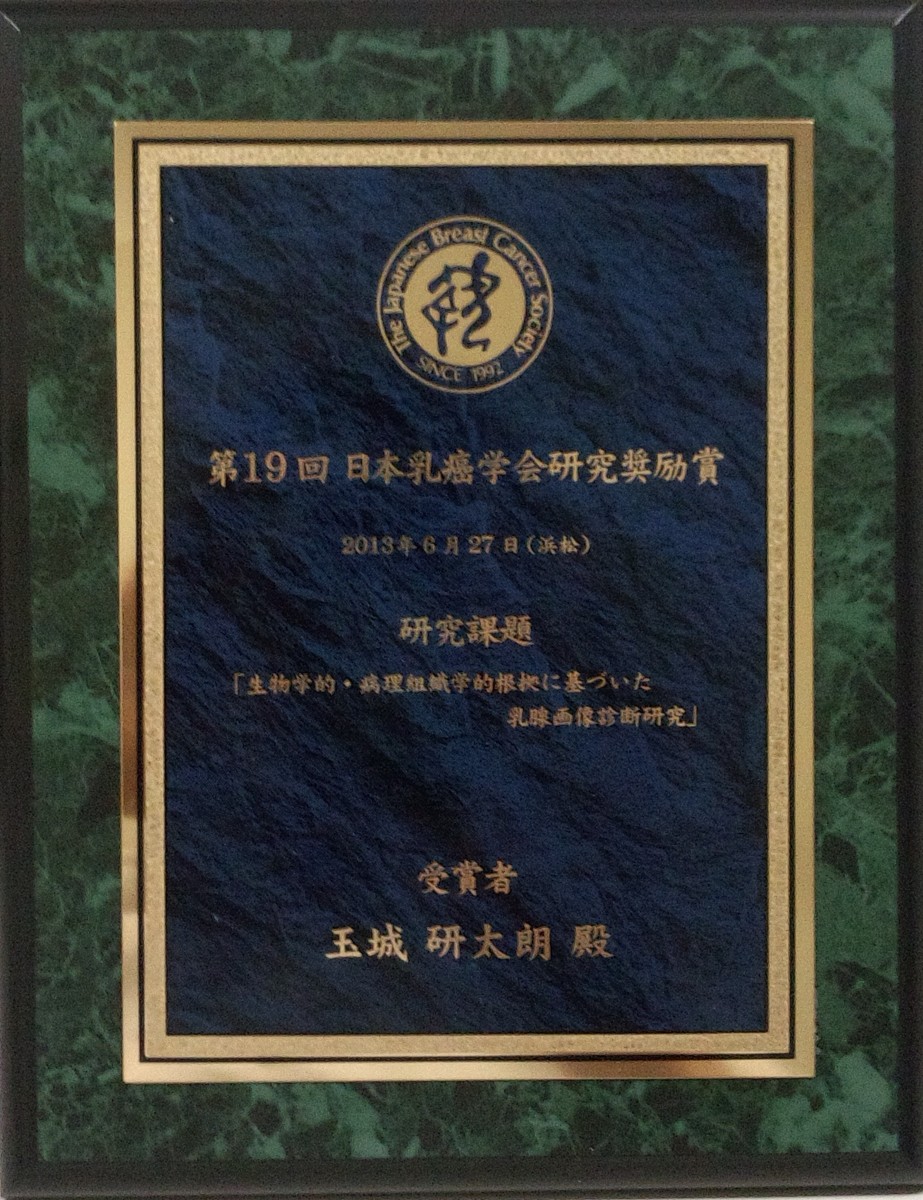 The Japanese Breast Cancer Society
SINCE 1992
第19回 日本乳癌学会研究奨励賞
2013年6月27日(浜松)
研究課題
「生物学的・病理組織学的根拠に基づいた
乳腺画像診断研究」
受賞者
玉城 研太朗 殿